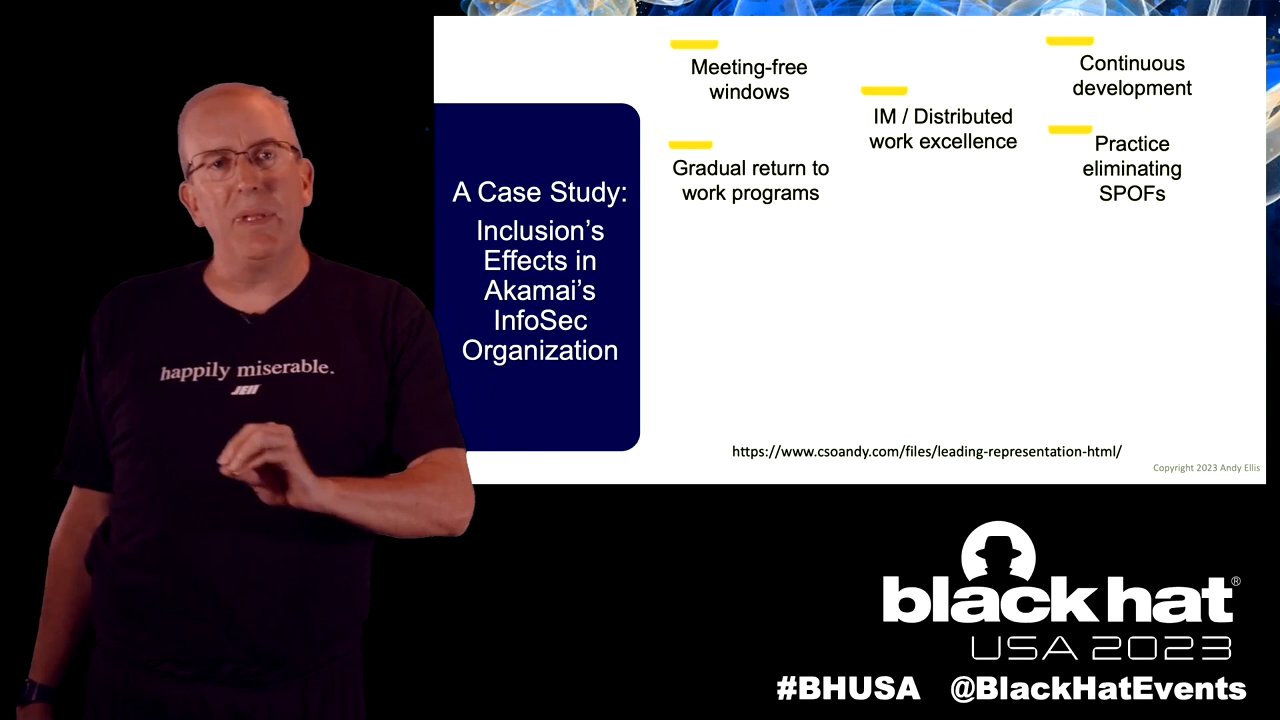 Meeting-free
windows
Gradual return to
work programs
IM / Distributed
work excellence
Continuous
development
Practice
eliminating
SPOFs
A Case Study:
Inclusion’s
Effects in
Akamai’s
InfoSec
Organization
https://www.csoandy.com/files/leading-representation-html/
Copyright 2023 Andy Ellis
happily miserable.
JEH
black hat®
USA 2023
#BHUSA @BlackHatEvents